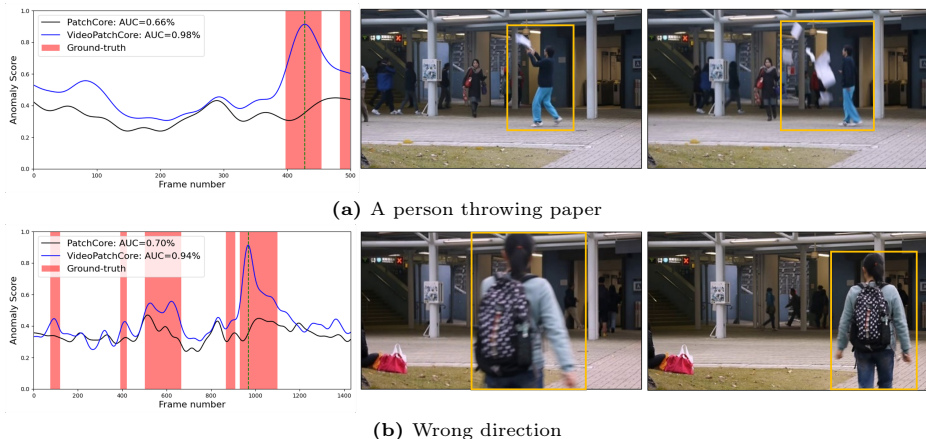 PatchCore: AUC=0.66%
VideoPatchCore: AUC=0.98%
Ground-truth
Anomaly Score
1.0
0.8
0.6
0.4
0.2
0.0
0 100 200 300 400 500
Frame number
(a) A person throwing paper
PatchCore: AUC=0.70%
VideoPatchCore: AUC=0.94%
Ground-truth
Anomaly Score
1.0
0.8
0.6
0.4
0.2
0.0
0 200 400 600 800 1000 1200 1400
Frame number
(b) Wrong direction